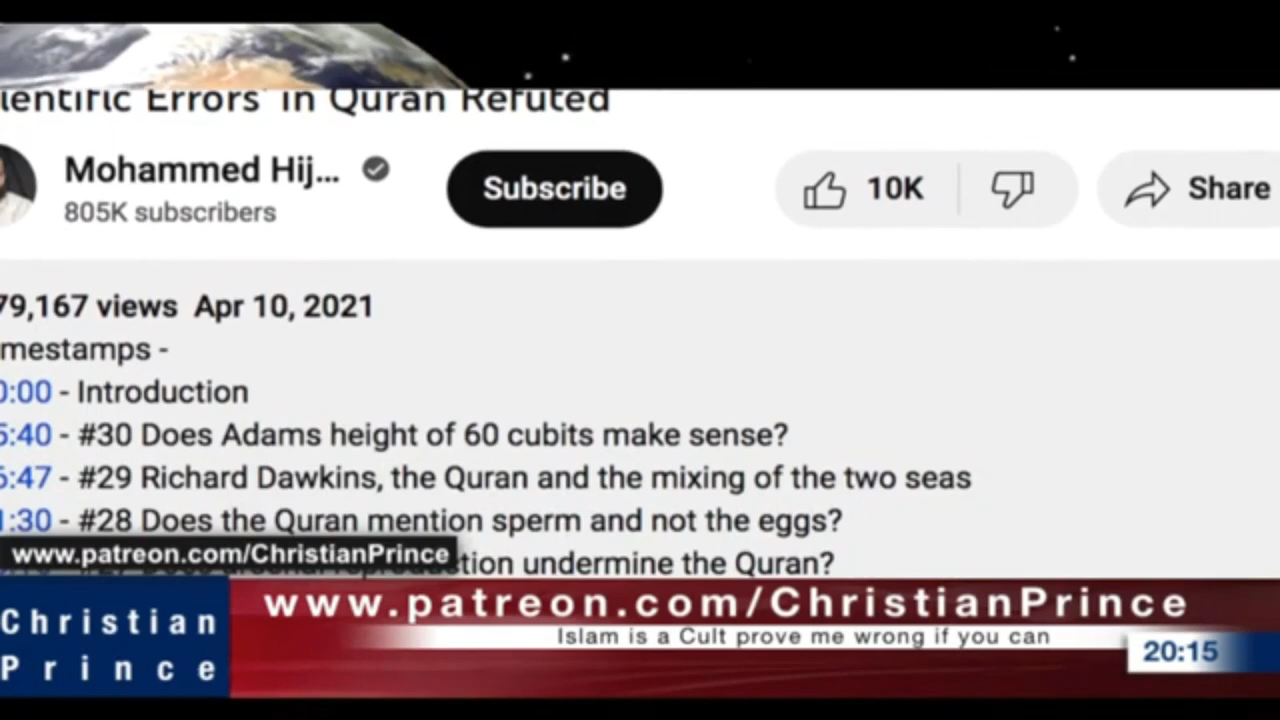 lentific Errors' in Quran Refuted
Mohammed Hij...
805K subscribers
Subscribe
10K
Share
79,167 views Apr 10, 2021
mestamps -
0:00 - Introduction
5:40 - #30 Does Adams height of 60 cubits make sense?
6:47 - #29 Richard Dawkins, the Quran and the mixing of the two seas
1:30 - #28 Does the Quran mention sperm and not the eggs?
undermine the Quran?
www.patreon.com/ChristianPrince
Christian
Prince
www.patreon.com/ChristianPrince
Islam is a Cult prove me wrong if you can
20:15